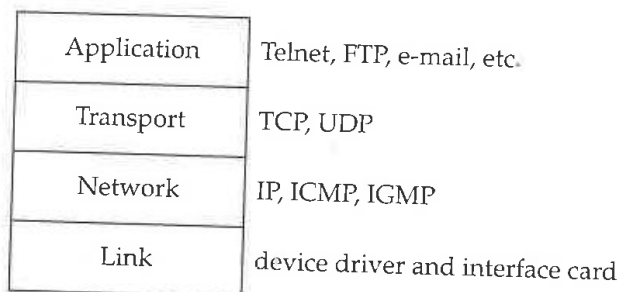 Application Telnet, FTP, e-mail, etc.
Transport TCP, UDP
Network IP, ICMP, IGMP
Link device driver and interface card